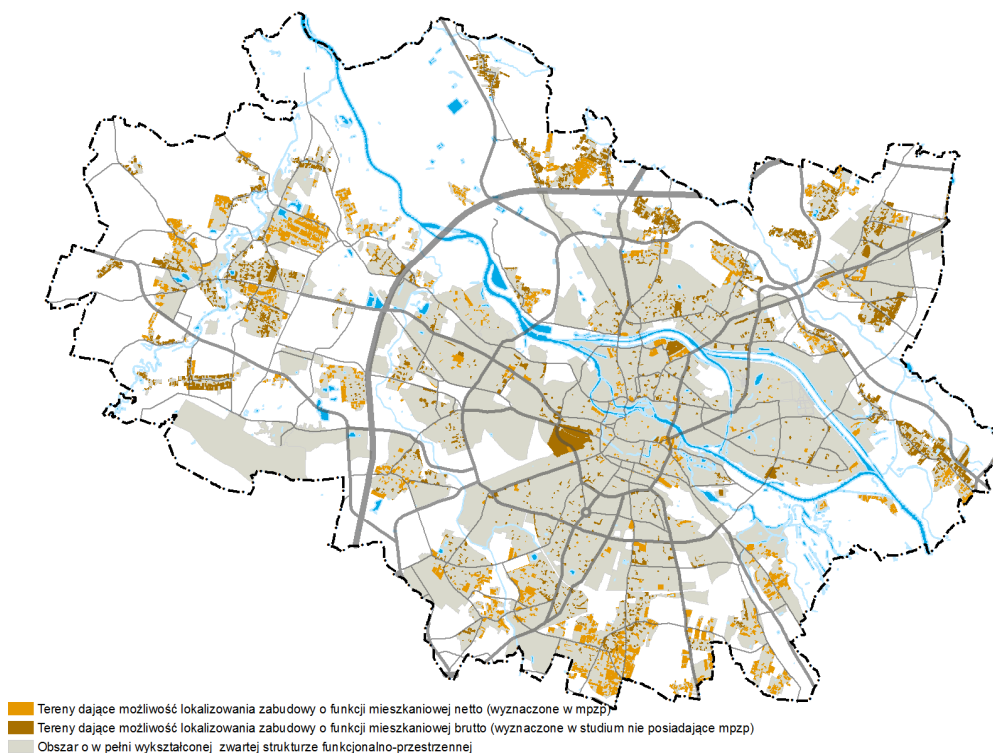 Tereny dające możliwość lokalizowania zabudowy o funkcji mieszkaniowej netto (wyznaczone w mpzp)
Tereny dające możliwość lokalizowania zabudowy o funkcji mieszkaniowej brutto (wyznaczone w studium nie posiadające mpzp)
Obszar o w pełni wykształconej zwartej strukturze funkcjonalno-przestrzennej